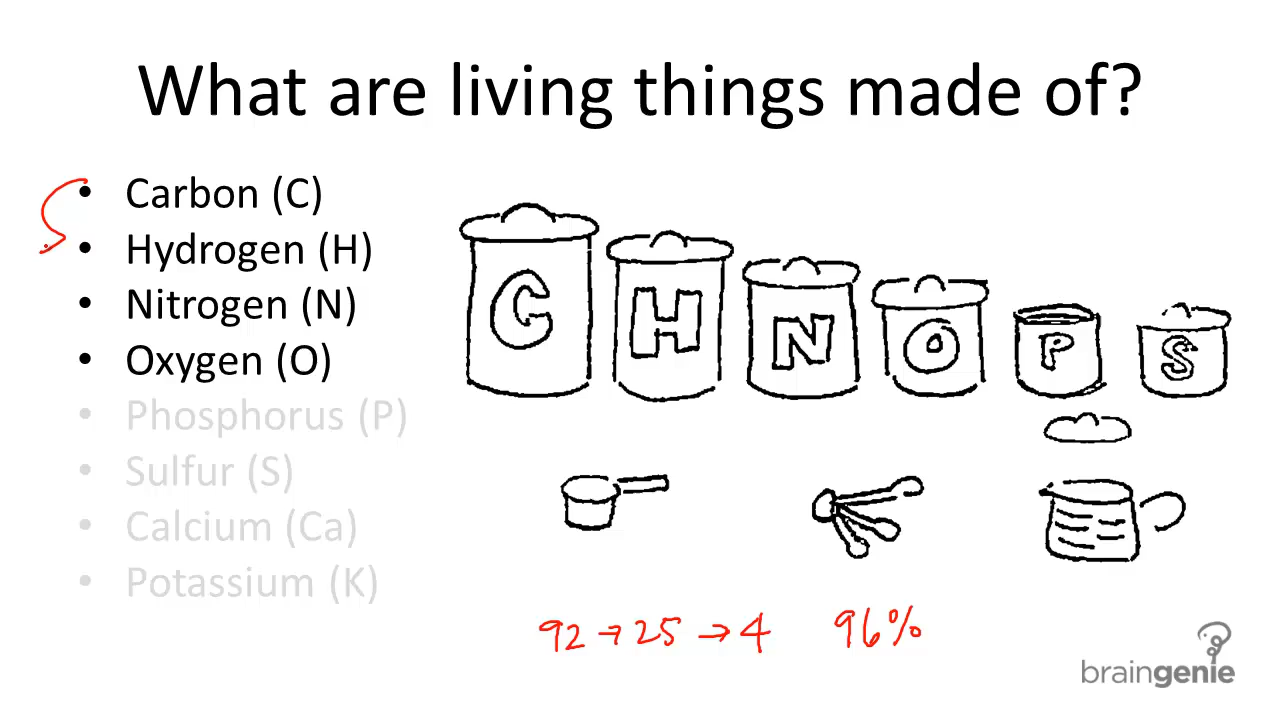 What are living things made of?
• Carbon (C)
• Hydrogen (H)
• Nitrogen (N)
• Oxygen (O)
• Phosphorus (P)
• Sulfur (S)
• Calcium (Ca)
• Potassium (K)
C H N O P S
92 → 25 → 4 96%
braingenie